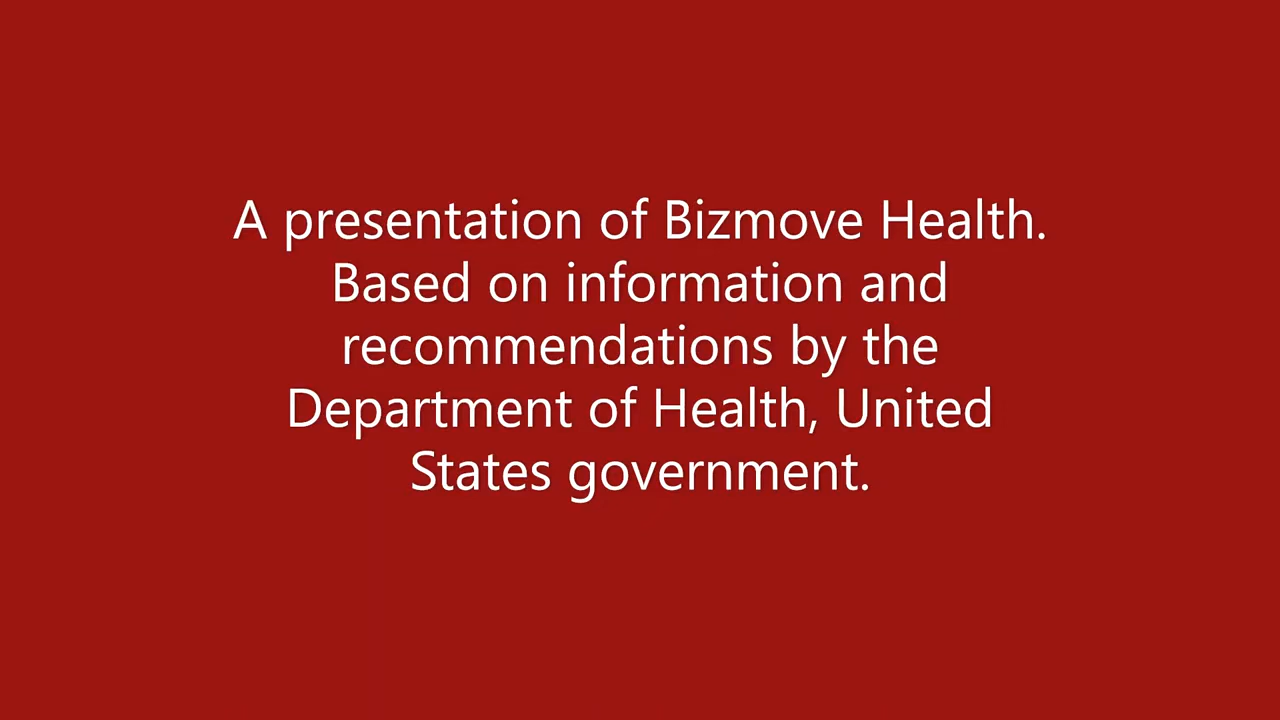 A presentation of Bizmove Health.
Based on information and
recommendations by the
Department of Health, United
States government.